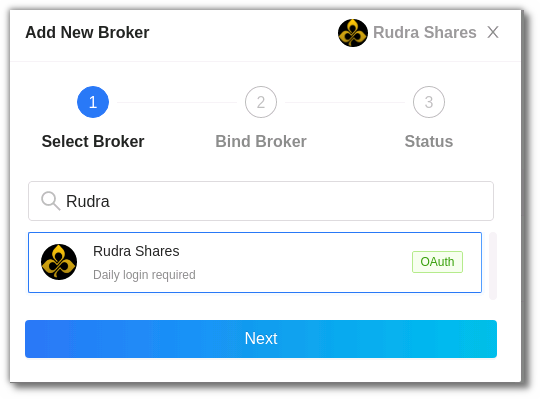 Add New Broker
Rudra Shares
1
2
3
Select Broker
Bind Broker
Status
Rudra
Rudra Shares
Daily login required
OAuth
Next